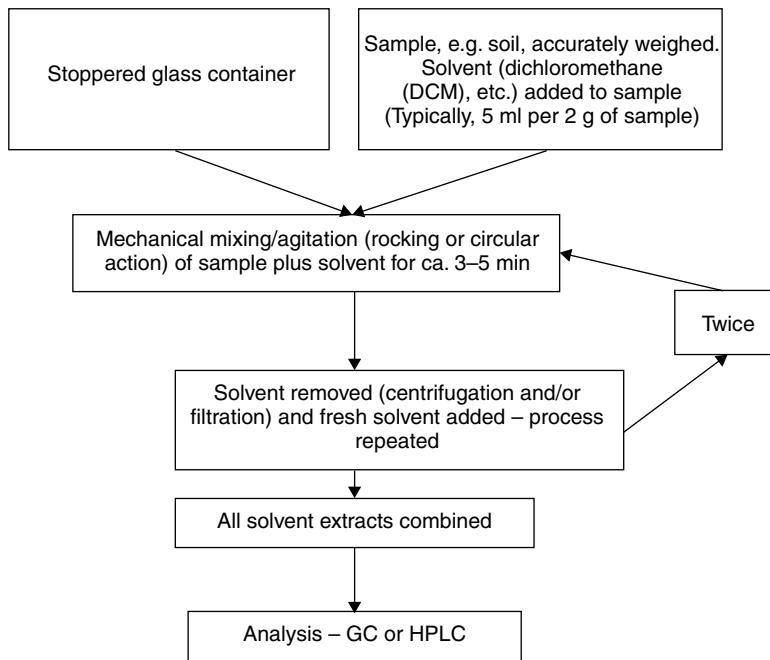 Stoppered glass container
Sample, e.g. soil, accurately weighed.
Solvent (dichloromethane
(DCM), etc.) added to sample
(Typically, 5 ml per 2 g of sample)
Mechanical mixing/agitation (rocking or circular
action) of sample plus solvent for ca. 3–5 min
Twice
Solvent removed (centrifugation and/or
filtration) and fresh solvent added – process
repeated
All solvent extracts combined
Analysis – GC or HPLC